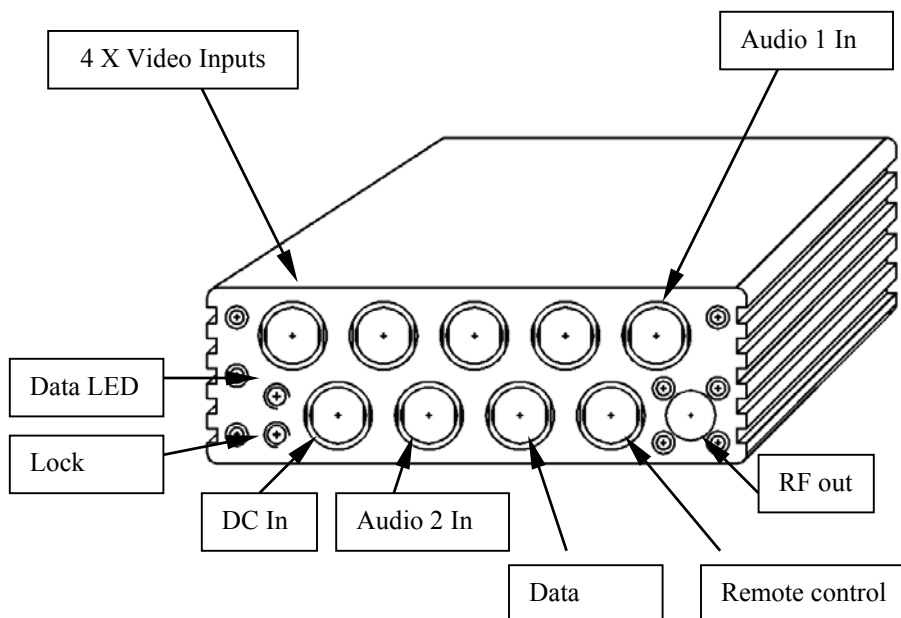 4 X Video Inputs
Audio 1 In
Data LED
Lock
DC In
Audio 2 In
RF out
Data
Remote control